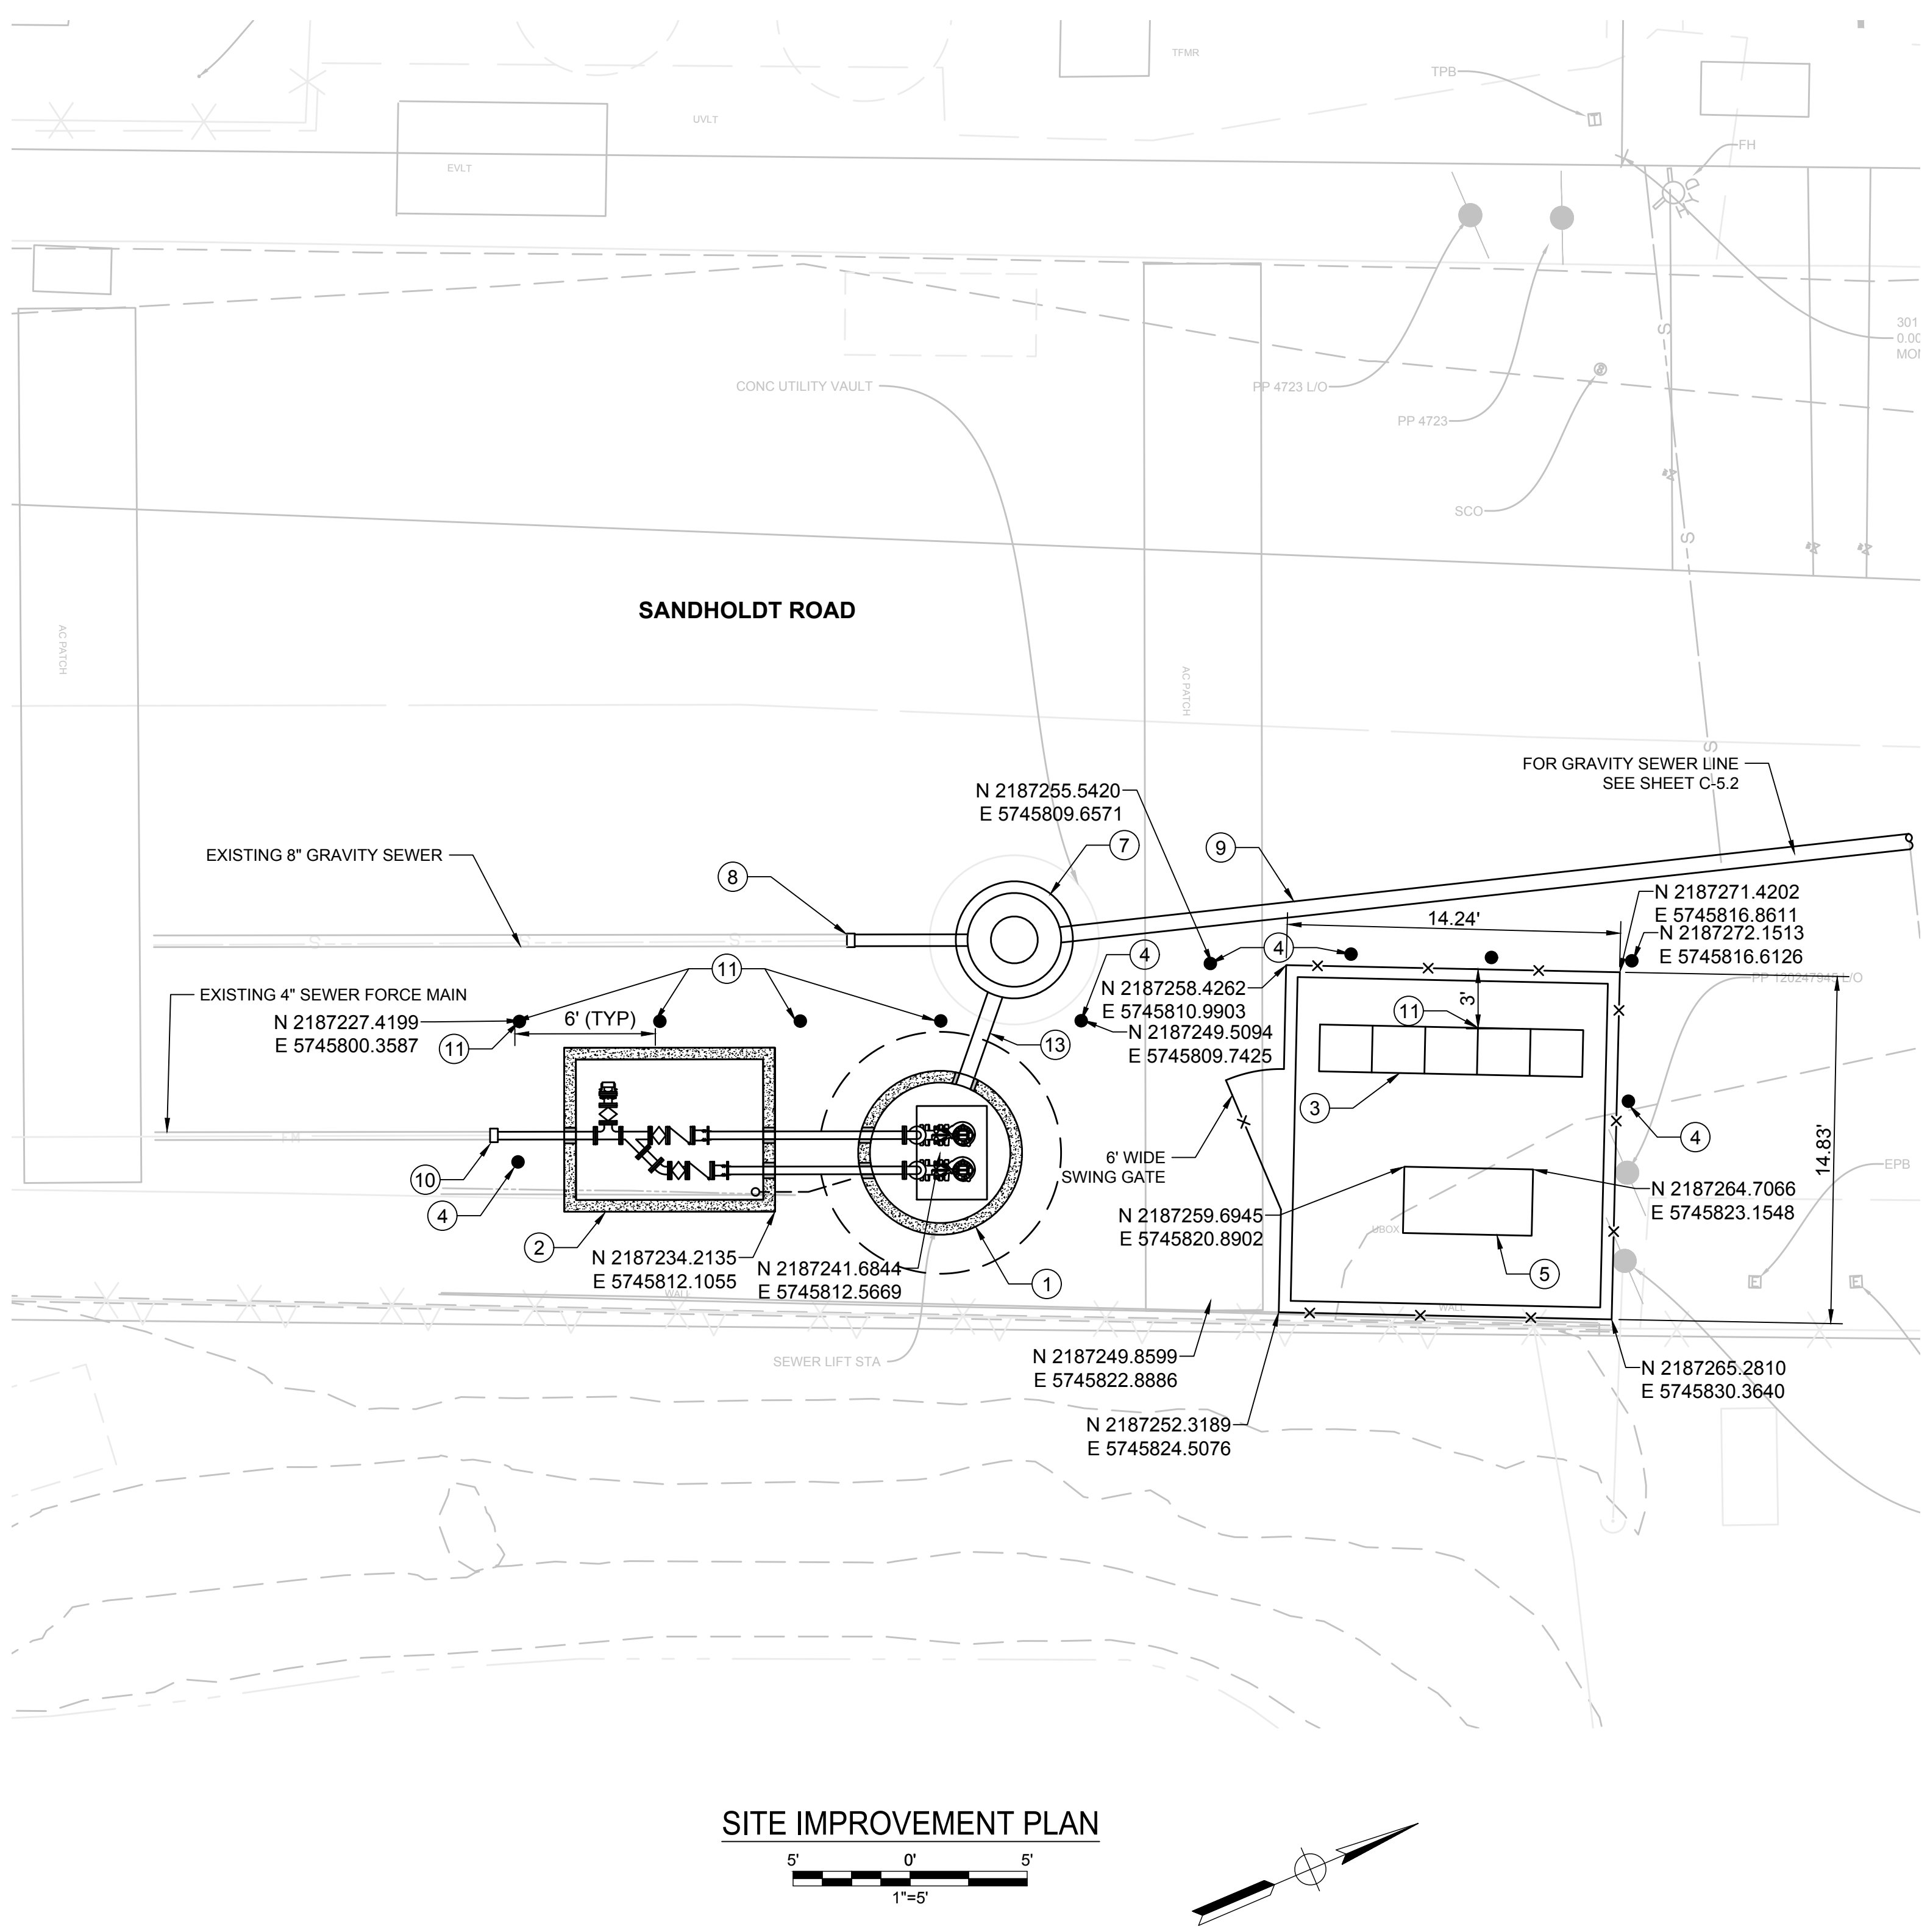 TFMR
TPB
UVLT
FH
EVLT
DYH
301
0.00
MON
CONC UTILITY VAULT
PP 4723 L/O
PP 4723
S
SCO
S
SANDHOLDT ROAD
AC PATCH
AC PATCH
S
FOR GRAVITY SEWER LINE
SEE SHEET C-5.2
N 2187255.5420
E 5745809.6571
7
9
EXISTING 8" GRAVITY SEWER
8
N 2187271.4202
E 5745816.8611
14.24'
N 2187272.1513
E 5745816.6126
S
S
S
4
4
11
PP 120247945 L/O
N 2187258.4262
E 5745810.9903
EXISTING 4" SEWER FORCE MAIN
3'
N 2187227.4199
E 5745800.3587
11
6' (TYP)
11
13
N 2187249.5094
E 5745809.7425
3
4
14.83'
FM
6' WIDE
SWING GATE
EPB
10
4
N 2187264.7066
E 5745823.1548
N 2187259.6945
E 5745820.8902
UBOX
2
N 2187234.2135
E 5745812.1055
N 2187241.6844
E 5745812.5669
1
5
E
E
WALL
WALL
SEWER LIFT STA
N 2187249.8599
E 5745822.8886
N 2187265.2810
E 5745830.3640
N 2187252.3189
E 5745824.5076
SITE IMPROVEMENT PLAN
5' 0' 5'
1"=5'